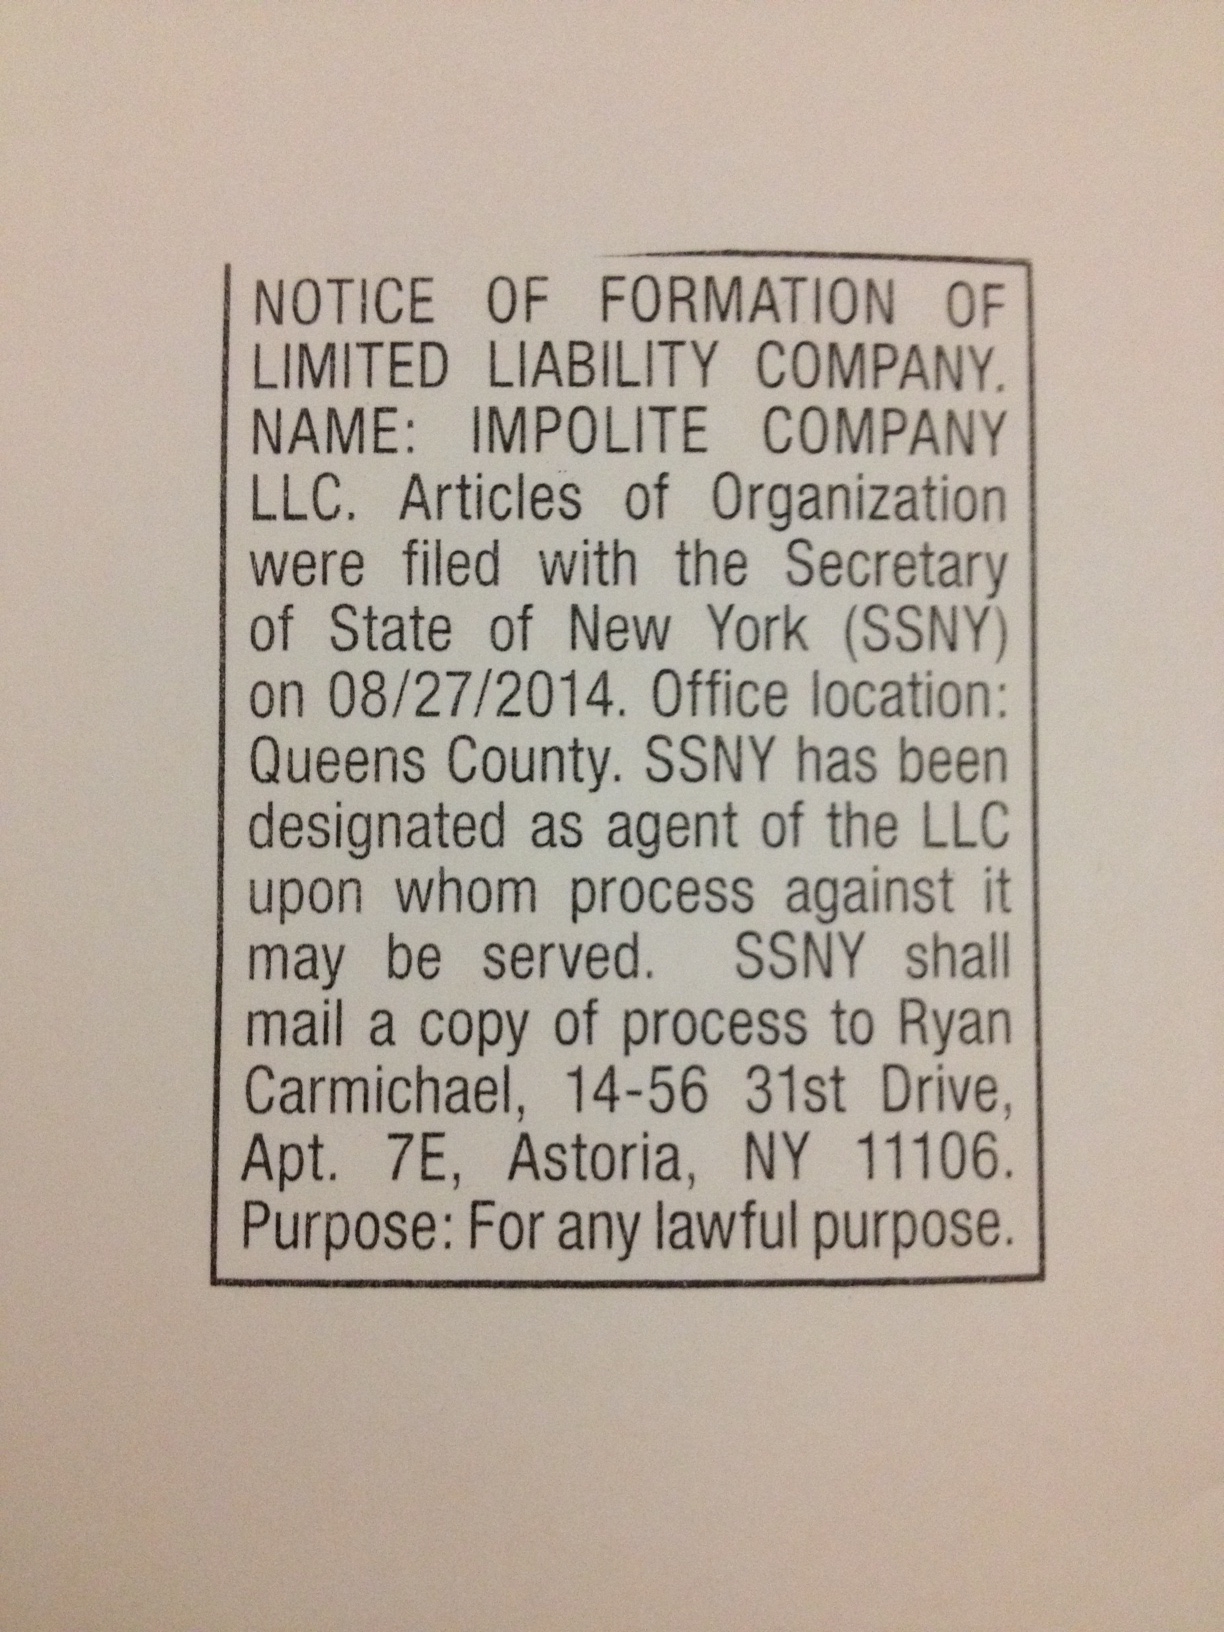 NOTICE OF FORMATION OF
LIMITED LIABILITY COMPANY.
NAME: IMPOLITE COMPANY
LLC. Articles of Organization
were filed with the Secretary
of State of New York (SSNY)
on 08/27/2014. Office location:
Queens County. SSNY has been
designated as agent of the LLC
upon whom process against it
may be served. SSNY shall
mail a copy of process to Ryan
Carmichael, 14-56 31st Drive,
Apt. 7E, Astoria, NY 11106.
Purpose: For any lawful purpose.